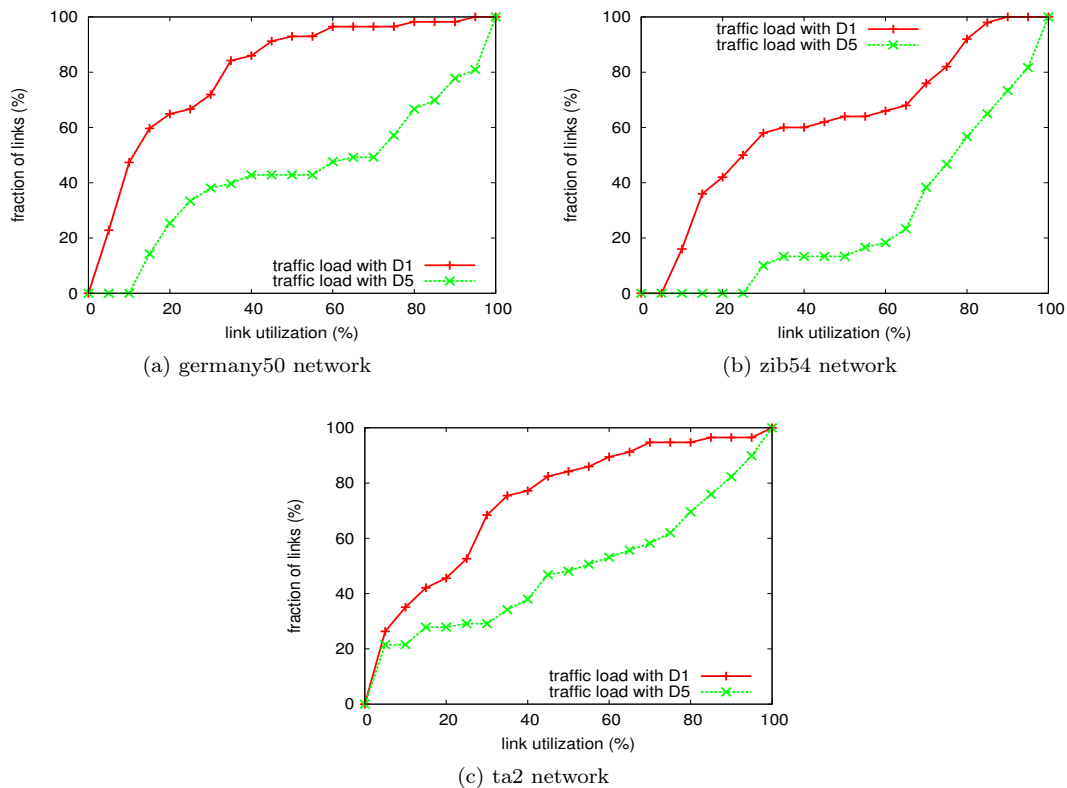 100
80
60
40
20
0
fraction of links (%)
traffic load with D1
traffic load with D5
0 20 40 60 80 100
link utilization (%)
(a) germany50 network
100
80
60
40
20
0
fraction of links (%)
traffic load with D1
traffic load with D5
0 20 40 60 80 100
link utilization (%)
(b) zib54 network
100
80
60
40
20
0
fraction of links (%)
traffic load with D1
traffic load with D5
0 20 40 60 80 100
link utilization (%)
(c) ta2 network